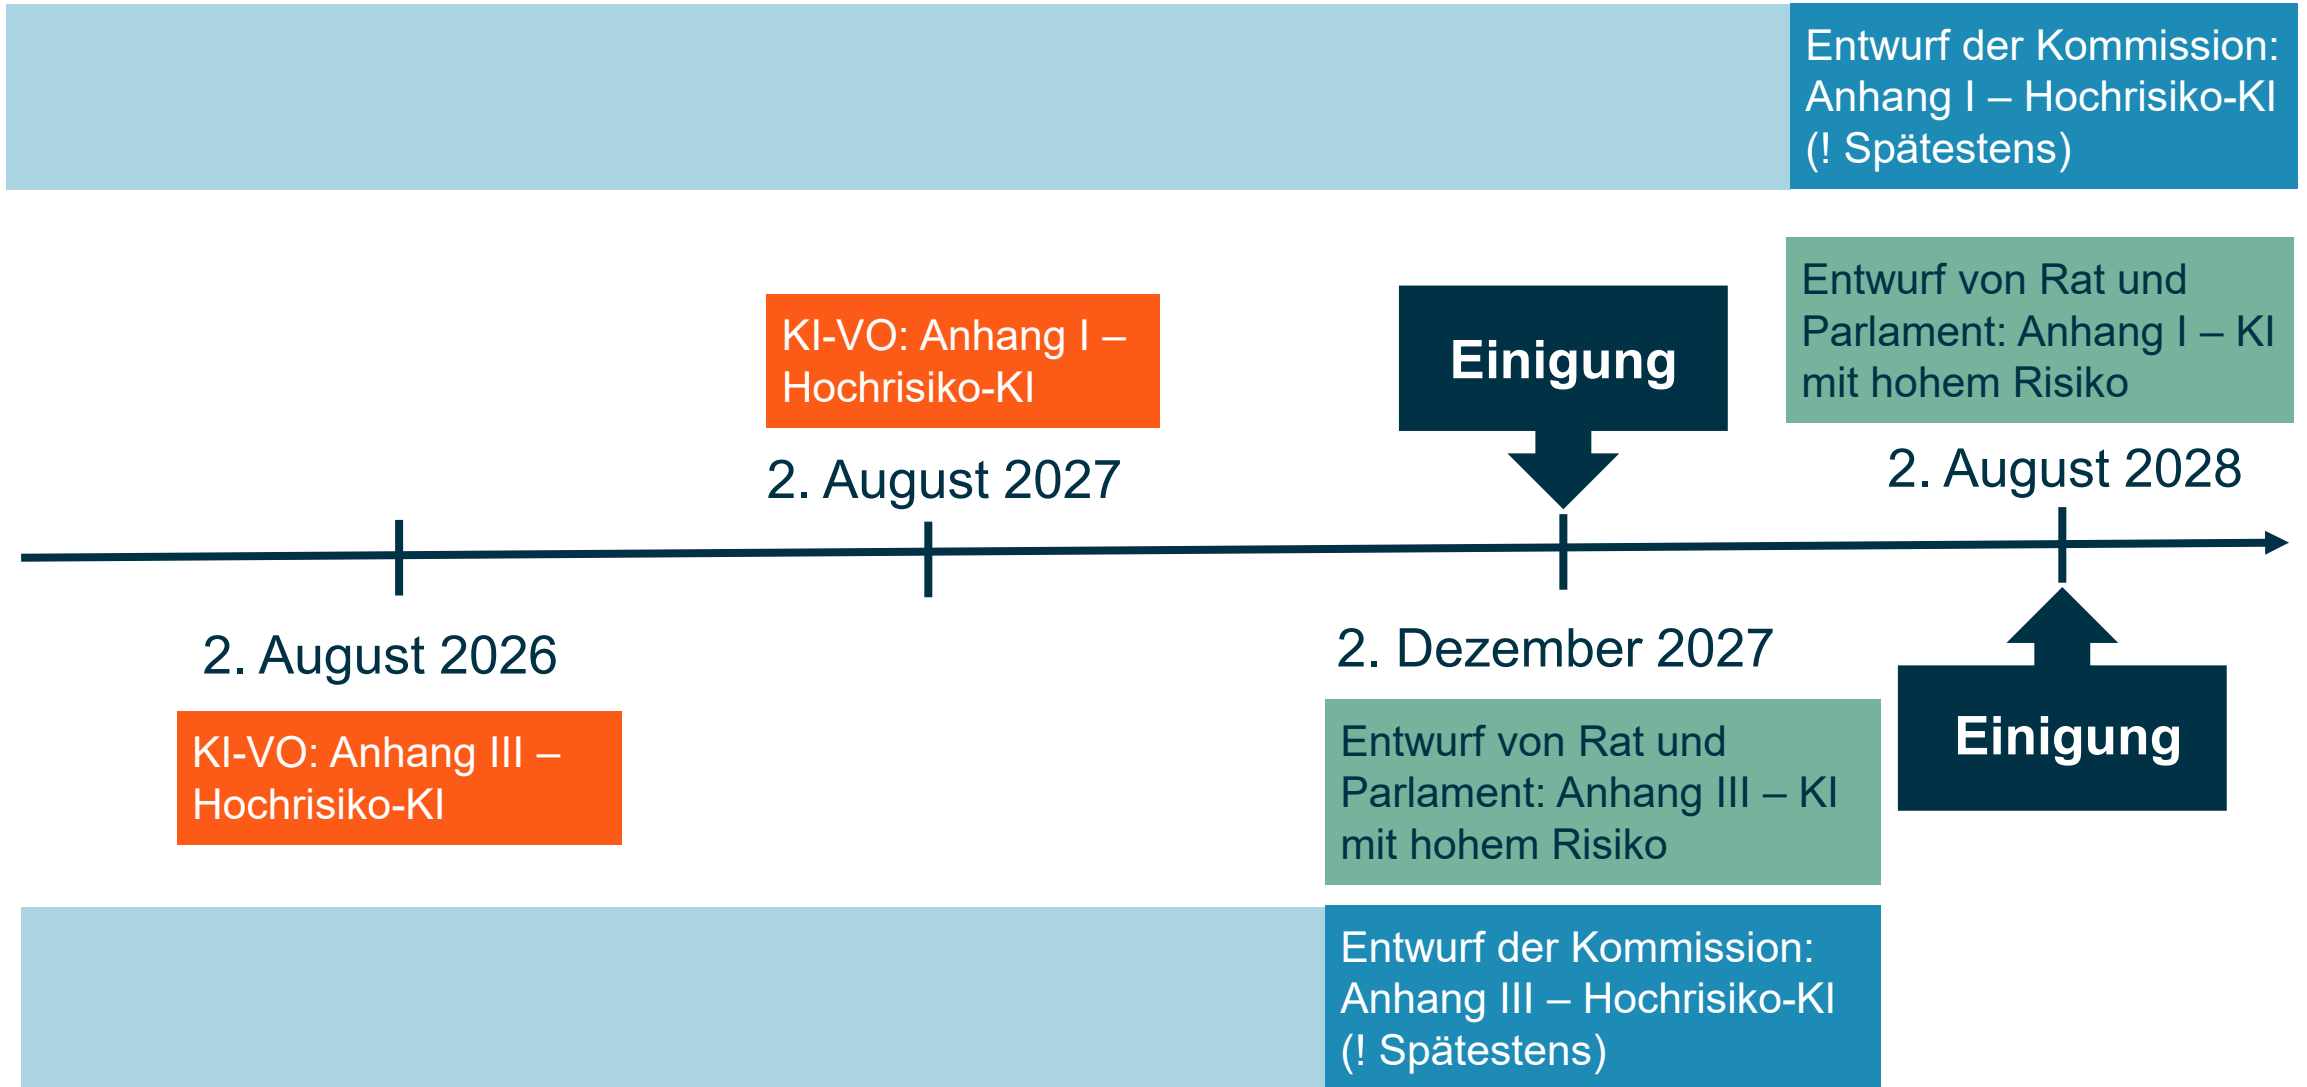 Entwurf der Kommission:
Anhang I – Hochrisiko-KI
(! Spätestens)
Entwurf von Rat und
Parlament: Anhang I – KI
mit hohem Risiko
KI-VO: Anhang I –
Hochrisiko-KI
Einigung
2. August 2027
2. August 2028
2. August 2026
2. Dezember 2027
KI-VO: Anhang III –
Hochrisiko-KI
Entwurf von Rat und
Parlament: Anhang III – KI
mit hohem Risiko
Einigung
Entwurf der Kommission:
Anhang III – Hochrisiko-KI
(! Spätestens)